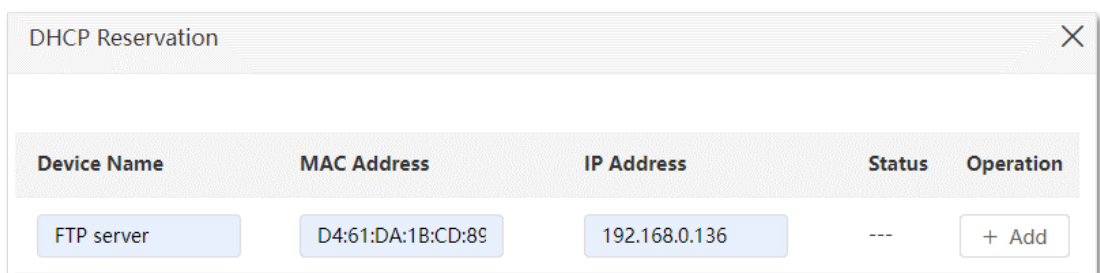 DHCP Reservation
Device Name MAC Address IP Address Status Operation
FTP server D4:61:DA:1B:CD:89 192.168.0.136 --- + Add